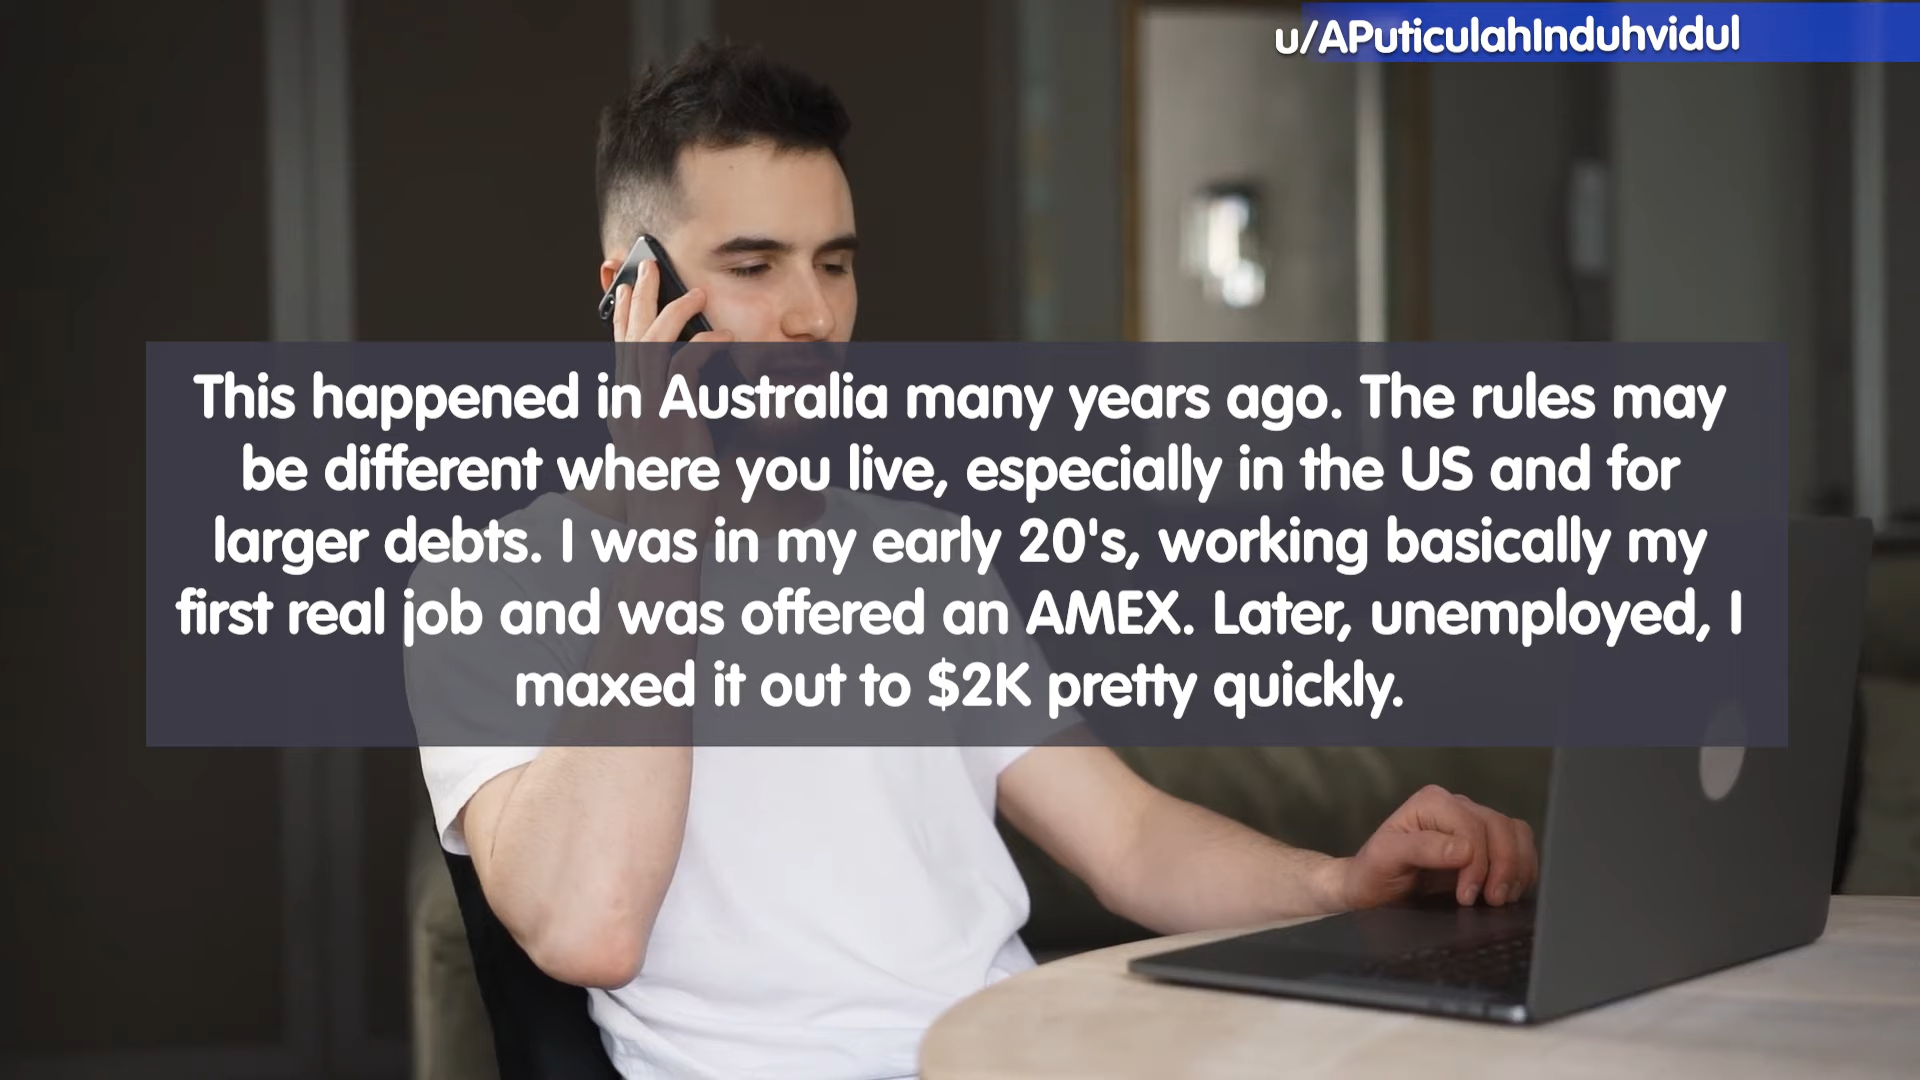 u/APuticulahInduhvidul
This happened in Australia many years ago. The rules may
be different where you live, especially in the US and for
larger debts. I was in my early 20's, working basically my
first real job and was offered an AMEX. Later, unemployed, I
maxed it out to $2K pretty quickly.